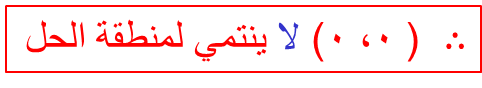 ∴ ( ٠ ، ٠ ) لا ينتمي لمنطقة الحل